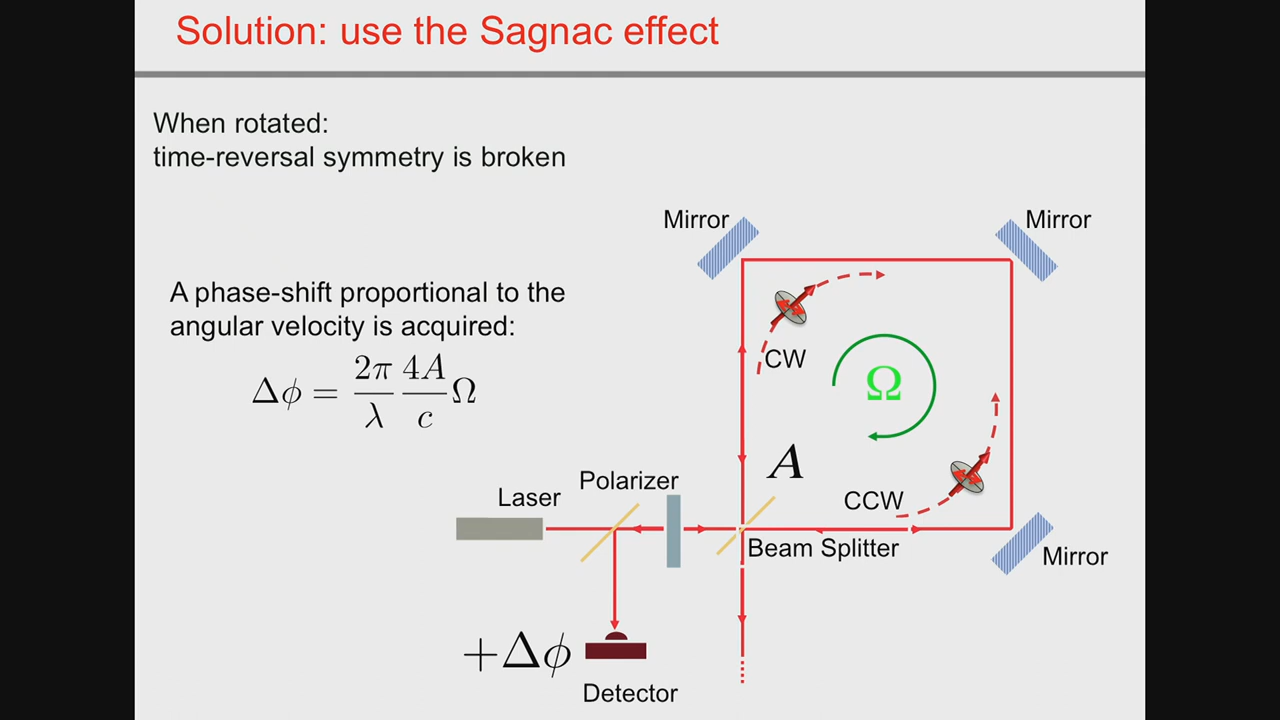 Solution: use the Sagnac effect
When rotated:
time-reversal symmetry is broken
A phase-shift proportional to the
angular velocity is acquired:
Δϕ = 2π/λ 4A/c Ω
Mirror
Mirror
CW
Ω
A
CCW
Polarizer
Laser
Beam Splitter
Mirror
+Δϕ
Detector